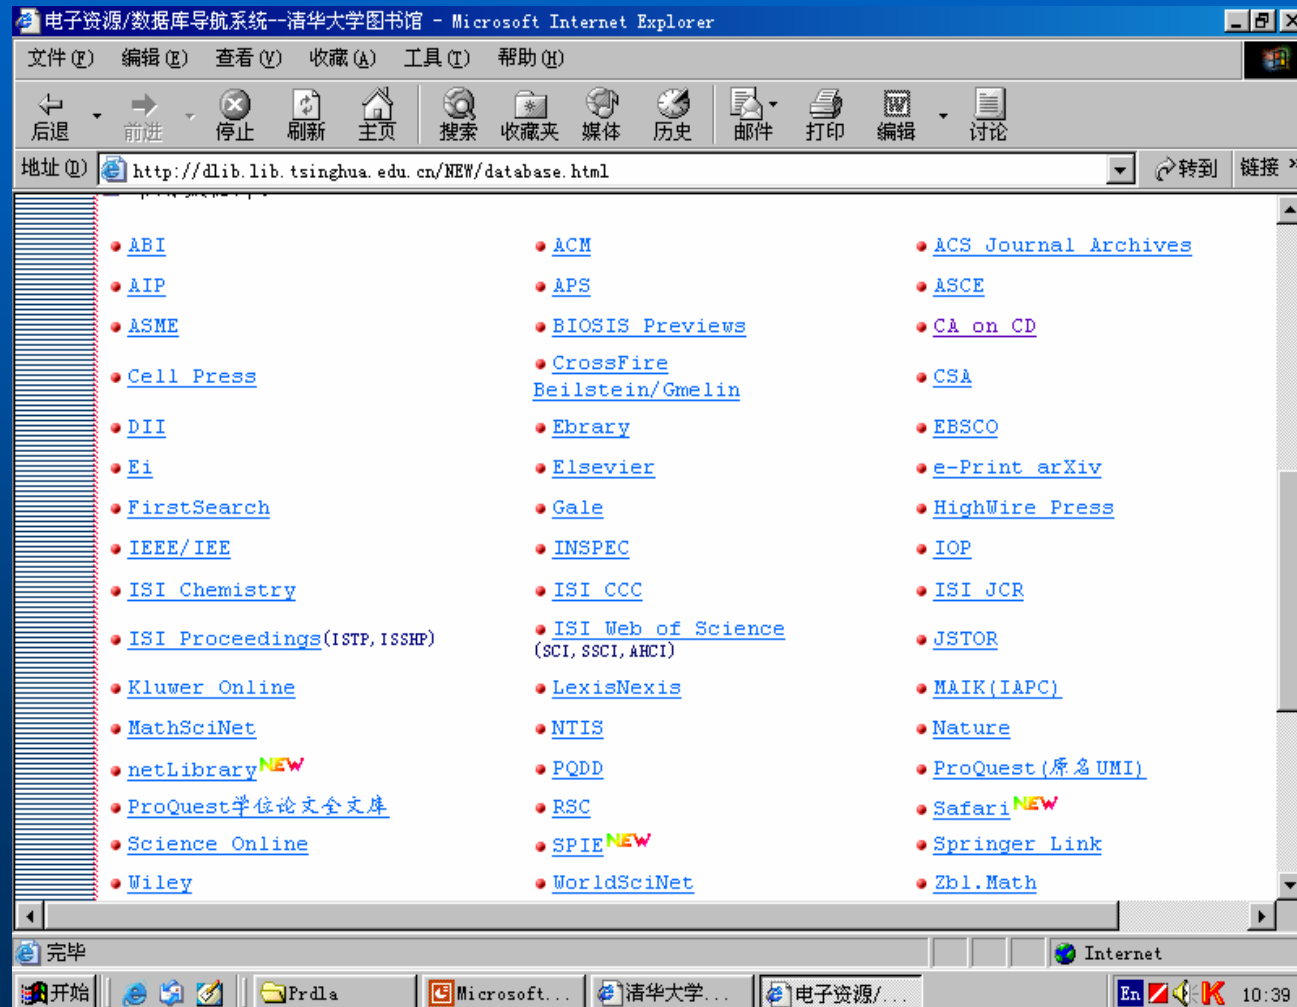 电子资源/数据库导航系统--清华大学图书馆 - Microsoft Internet Explorer
文件(F) 编辑(E) 查看(V) 收藏(A) 工具(T) 帮助(H)
后退 前进 停止 刷新 主页 搜索 收藏夹 媒体 历史 邮件 打印 编辑 讨论
地址(D) http://dlib.lib.tsinghua.edu.cn/NEW/database.html 转到 链接 »
ABI ACM ACS Journal Archives
AIP APS ASCE
ASME BIOSIS Previews CA on CD
Cell Press CrossFire Beilstein/Gmelin CSA
DII Ebrary EBSCO
Ei Elsevier e-Print arXiv
FirstSearch Gale HighWire Press
IEEE/IEE INSPEC IOP
ISI Chemistry ISI CCC ISI JCR
ISI Proceedings(ISTP,ISSHP) ISI Web of Science (SCI,SSCI,AHCI) JSTOR
Kluwer Online LexisNexis MAIK(IAPC)
MathSciNet NTIS Nature
netLibrary NEW PQDD ProQuest(原名UMI)
ProQuest学位论文全文库 RSC Safari NEW
Science Online SPIE NEW Springer Link
Wiley WorldSciNet Zbl.Math
完毕 Internet
开始 Prdla Microsoft... 清华大学... 电子资源/... En 10:39